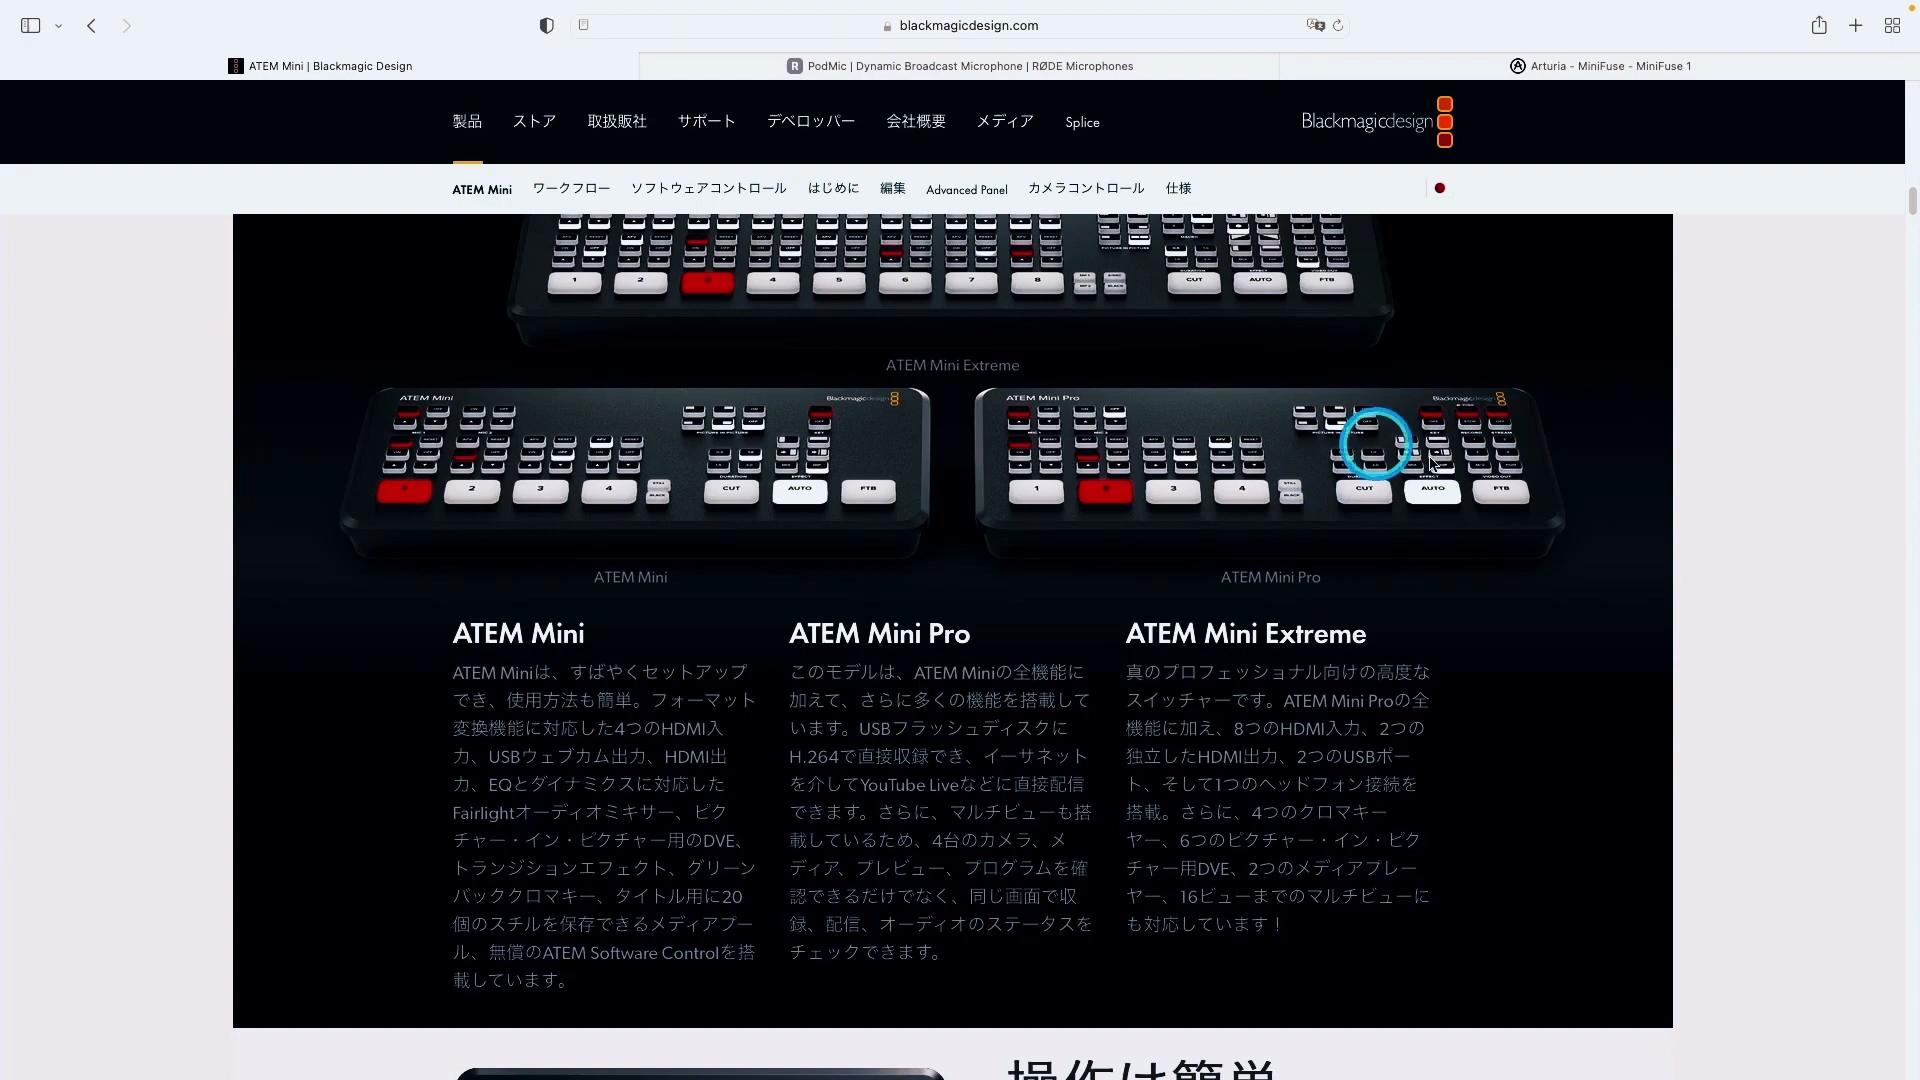 blackmagicdesign.com
ATEM Mini | Blackmagic Design
R
PodMic | Dynamic Broadcast Microphone | RØDE Microphones
Arturia - MiniFuse - MiniFuse 1
製品 ストア 取扱販社 サポート デベロッパー 会社概要 メディア Splice
Blackmagicdesign
ATEM Mini ワークフロー ソフトウェアコントロール はじめに 編集 Advanced Panel カメラコントロール 仕様
1 2 4 5 6 7 8 CUT AUTO FTB
ATEM Mini Extreme
ATEM Mini
Blackmagicdesign
2 3 4 CUT AUTO FTB
ATEM Mini Pro
Blackmagicdesign
1 3 4 CUT AUTO FTB
ATEM Mini
ATEM Mini Pro
ATEM Mini
ATEM Miniは、すばやくセットアップ
でき、使用方法も簡単。フォーマット
変換機能に対応した4つのHDMI入
力、USBウェブカム出力、HDMI出
力、EQとダイナミクスに対応した
Fairlightオーディオミキサー、ピク
チャー・イン・ピクチャー用のDVE、
トランジションエフェクト、グリーン
バッククロマキー、タイトル用に20
個のスチルを保存できるメディアプー
ル、無償のATEM Software Controlを搭
載しています。
ATEM Mini Pro
このモデルは、ATEM Miniの全機能に
加えて、さらに多くの機能を搭載して
います。USBフラッシュディスクに
H.264で直接収録でき、イーサネット
を介してYouTube Liveなどに直接配信
できます。さらに、マルチビューも搭
載しているため、4台のカメラ、メ
ディア、プレビュー、プログラムを確
認できるだけでなく、同じ画面で収
録、配信、オーディオのステータスを
チェックできます。
ATEM Mini Extreme
真のプロフェッショナル向けの高度な
スイッチャーです。ATEM Mini Proの全
機能に加え、8つのHDMI入力、2つの
独立したHDMI出力、2つのUSBポー
ト、そして1つのヘッドフォン接続を
搭載。さらに、4つのクロマキー
ヤー、6つのピクチャー・イン・ピク
チャー用DVE、2つのメディアプレー
ヤー、16ビューまでのマルチビューに
も対応しています！
操作は簡単